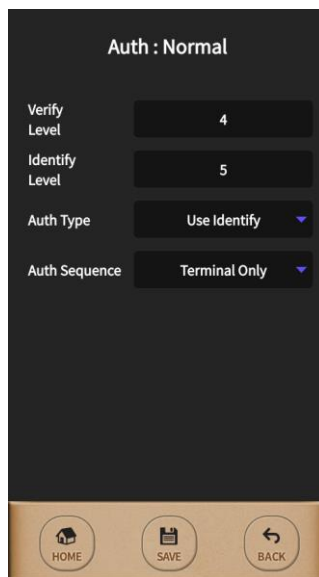 Auth : Normal
Verify
Level
4
Identify
Level
5
Auth Type
Use Identify
Auth Sequence
Terminal Only
HOME
SAVE
BACK